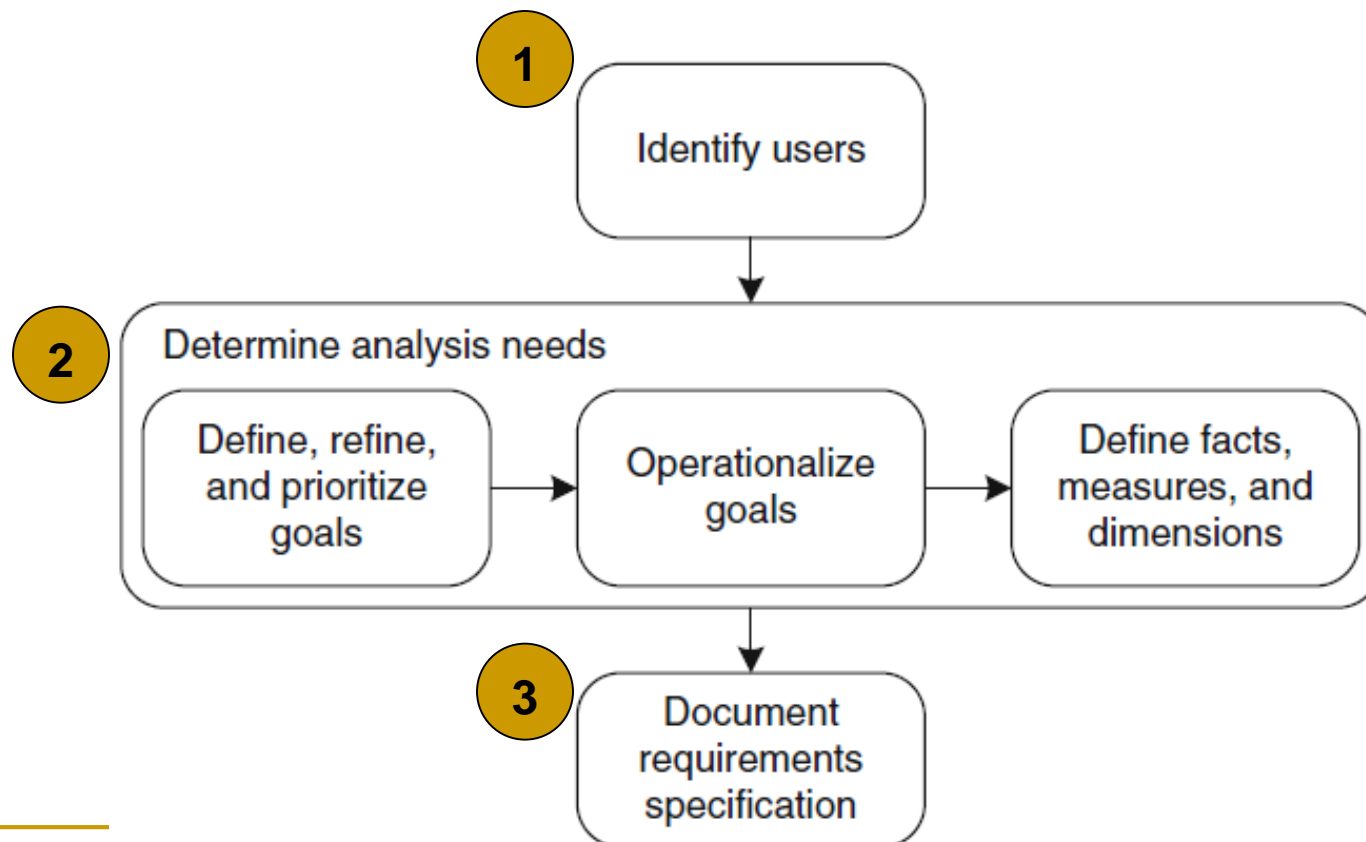 1
Identify users
2
Determine analysis needs
Define, refine,
and prioritize
goals
Operationalize
goals
Define facts,
measures, and
dimensions
3
Document
requirements
specification